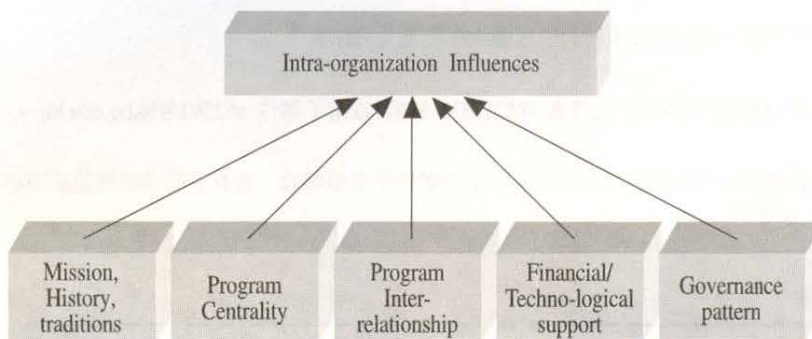 Intra-organization Influences
Mission,
History,
traditions
Program
Centrality
Program
Inter-
relationship
Financial/
Techno-logical
support
Governance
pattern